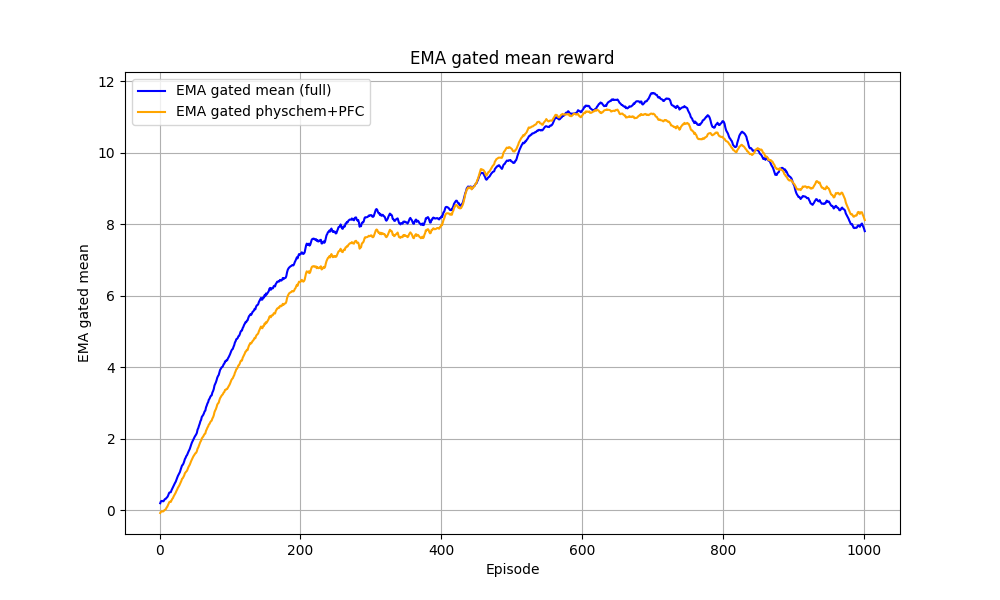 EMA gated mean reward
EMA gated mean (full)
EMA gated physchem+PFC
EMA gated mean
12
10
8
6
4
2
0
0 200 400 600 800 1000
Episode